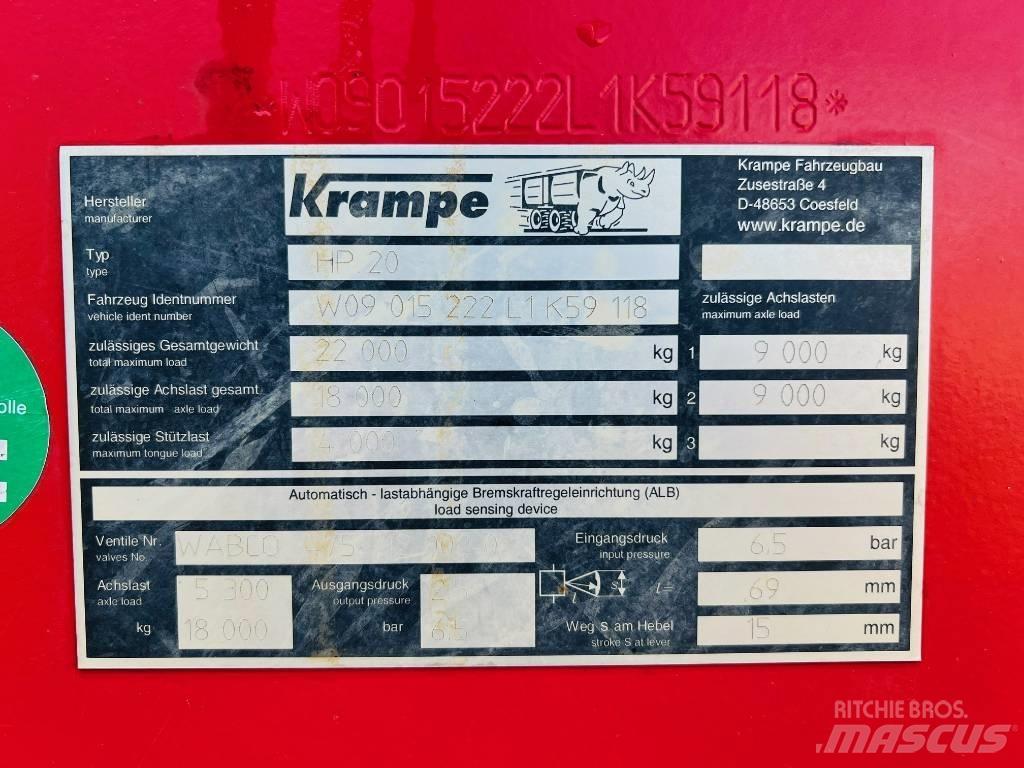 *W09015222L1K59118*
Hersteller
manufacturer
Krampe
Krampe Fahrzeugbau
Zusestraße 4
D-48653 Coesfeld
www.krampe.de
Typ
type
HP 20
Fahrzeug Identnummer
vehicle ident number
W09 015 222 L1 K59 118
zulässige Achslasten
maximum axle load
zulässiges Gesamtgewicht
total maximum load
22 000 kg
1 9 000 kg
zulässige Achslast gesamt
total maximum axle load
18 000 kg
2 9 000 kg
zulässige Stützlast
maximum tongue load
4 000 kg
3 kg
Automatisch - lastabhängige Bremskraftregeleinrichtung (ALB)
load sensing device
Ventile Nr.
valves No.
WABCO
Eingangsdruck
input pressure
6,5 bar
Achslast
axle load
kg
5 300
18 000
Ausgangsdruck
output pressure
bar
6,5
l S l=
69 mm
Weg S am Hebel
stroke S at lever
15 mm
olle
RITCHIE BROS.
MASCUS